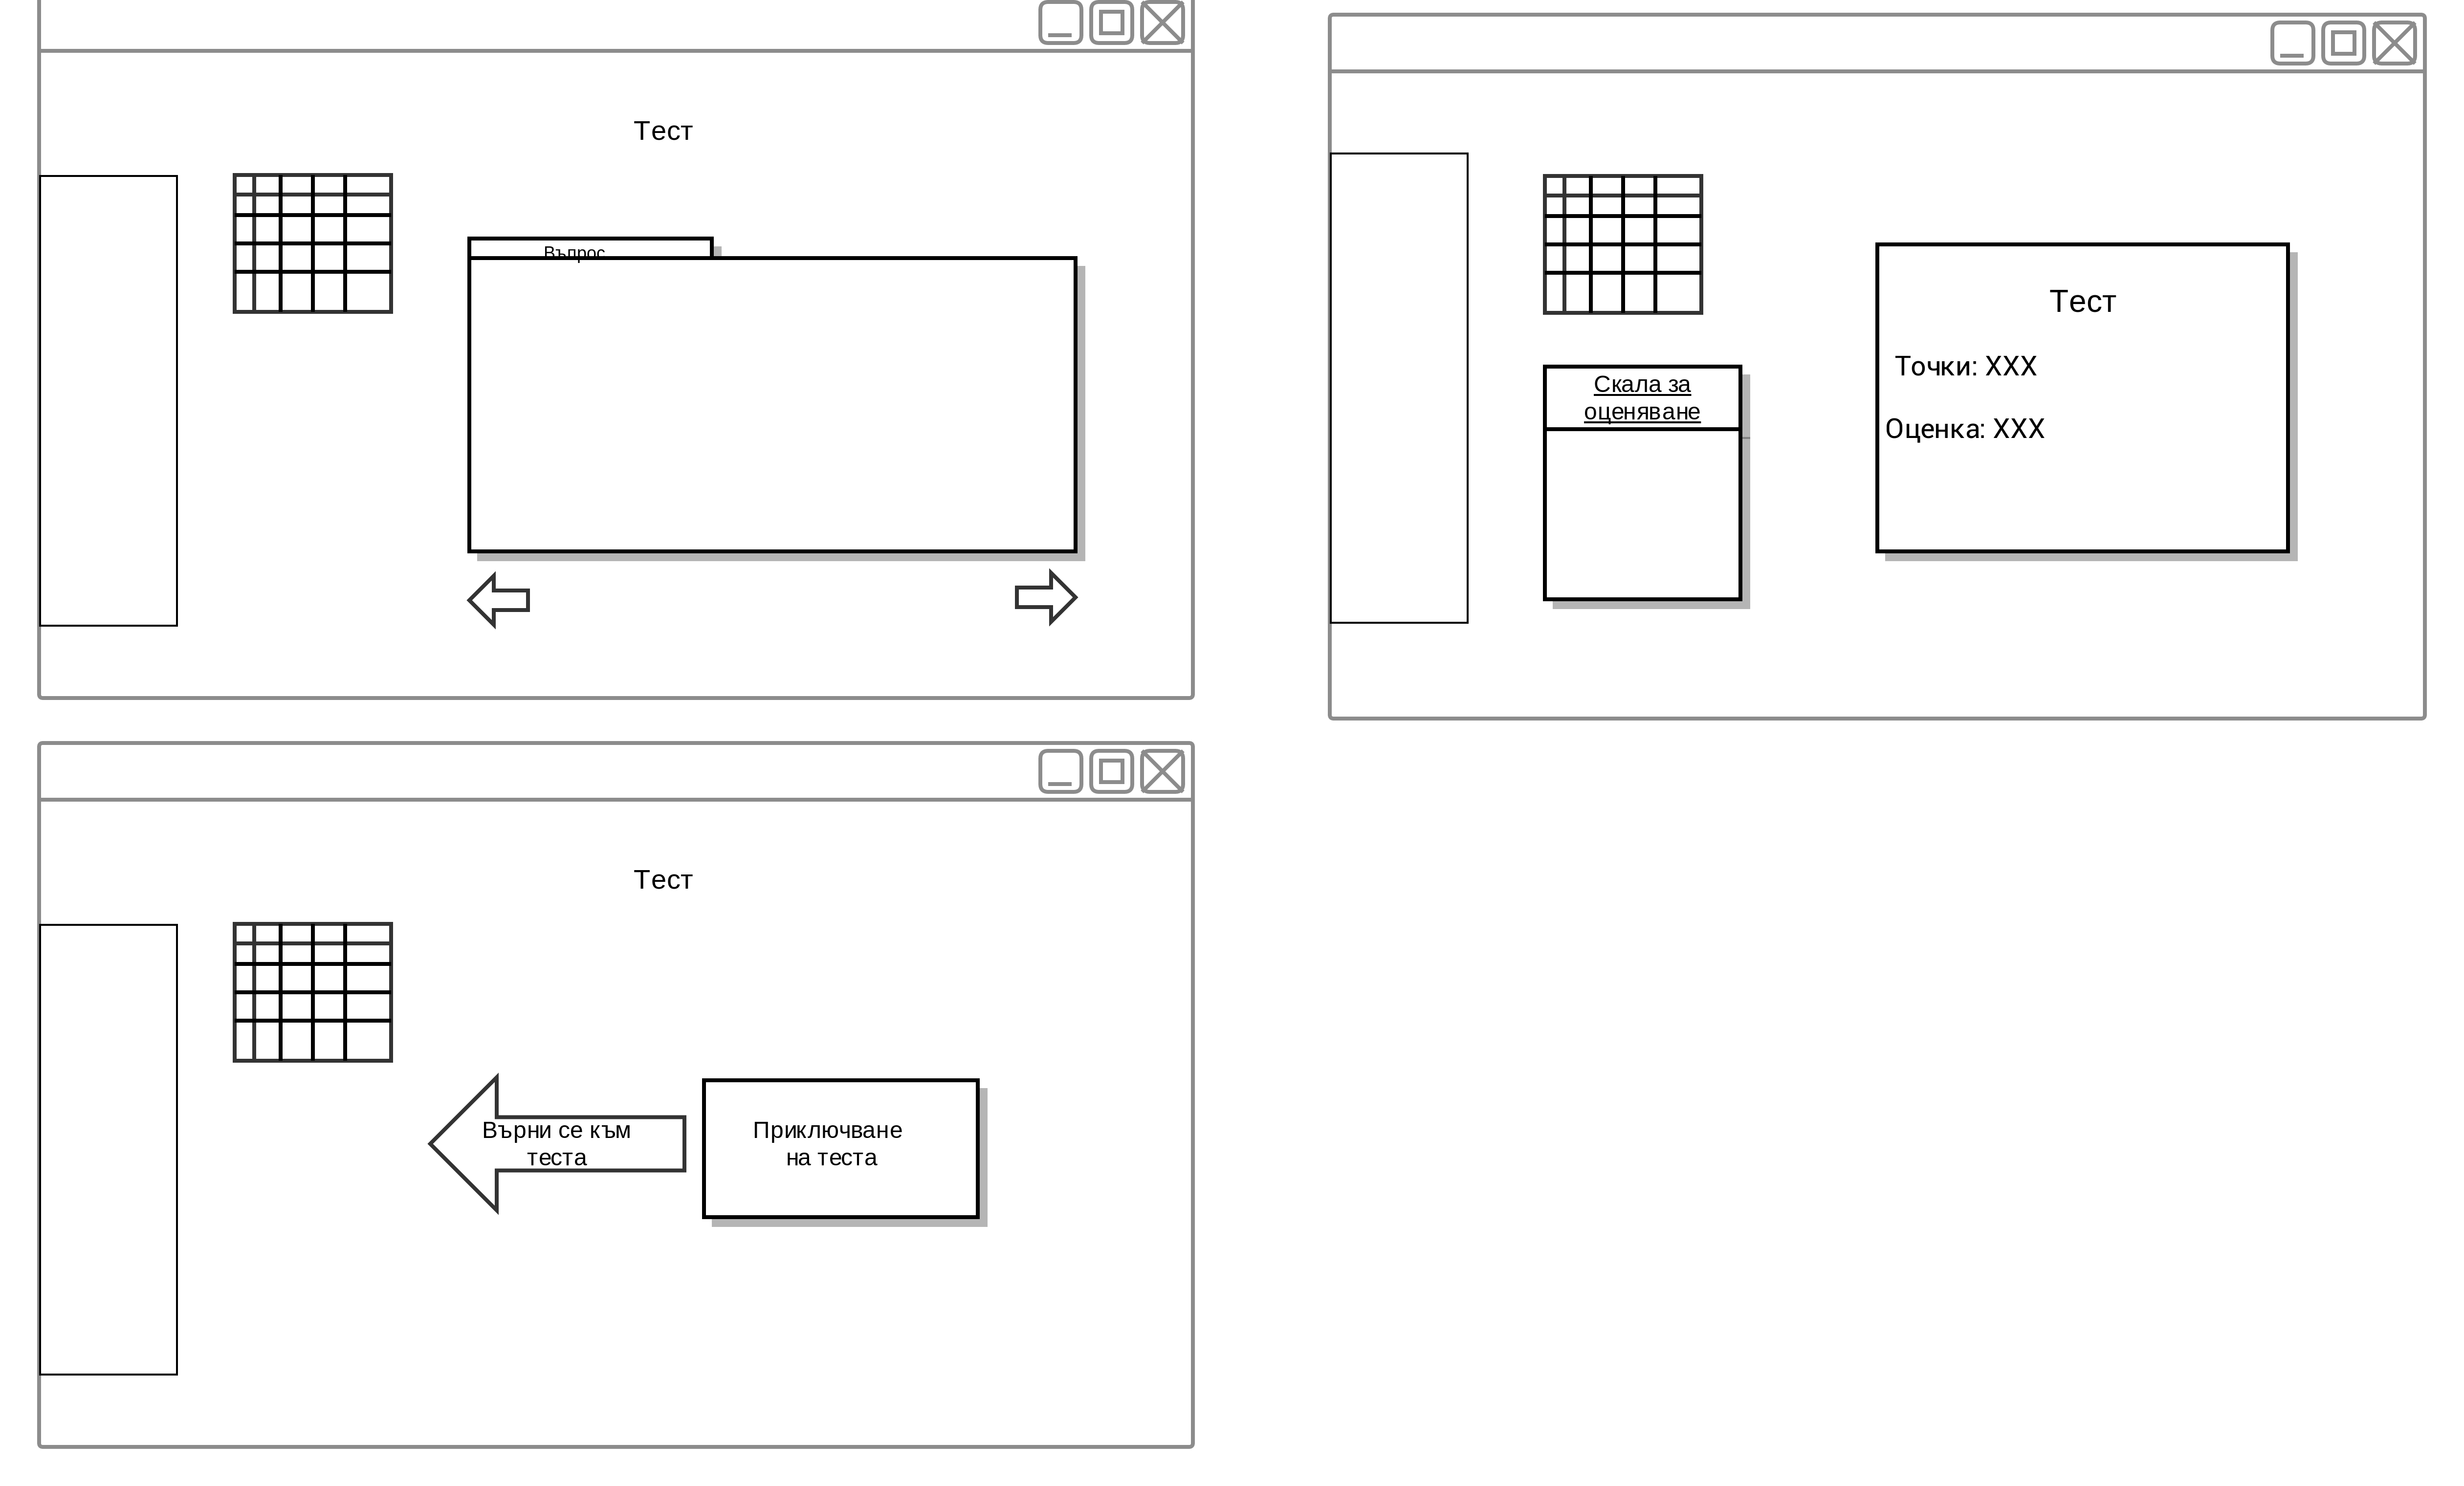 Тест
Въпрос
Тест
Точки: XXX
Оценка: XXX
Скала за
оценяване
Тест
Върни се към
теста
Приключване
на теста